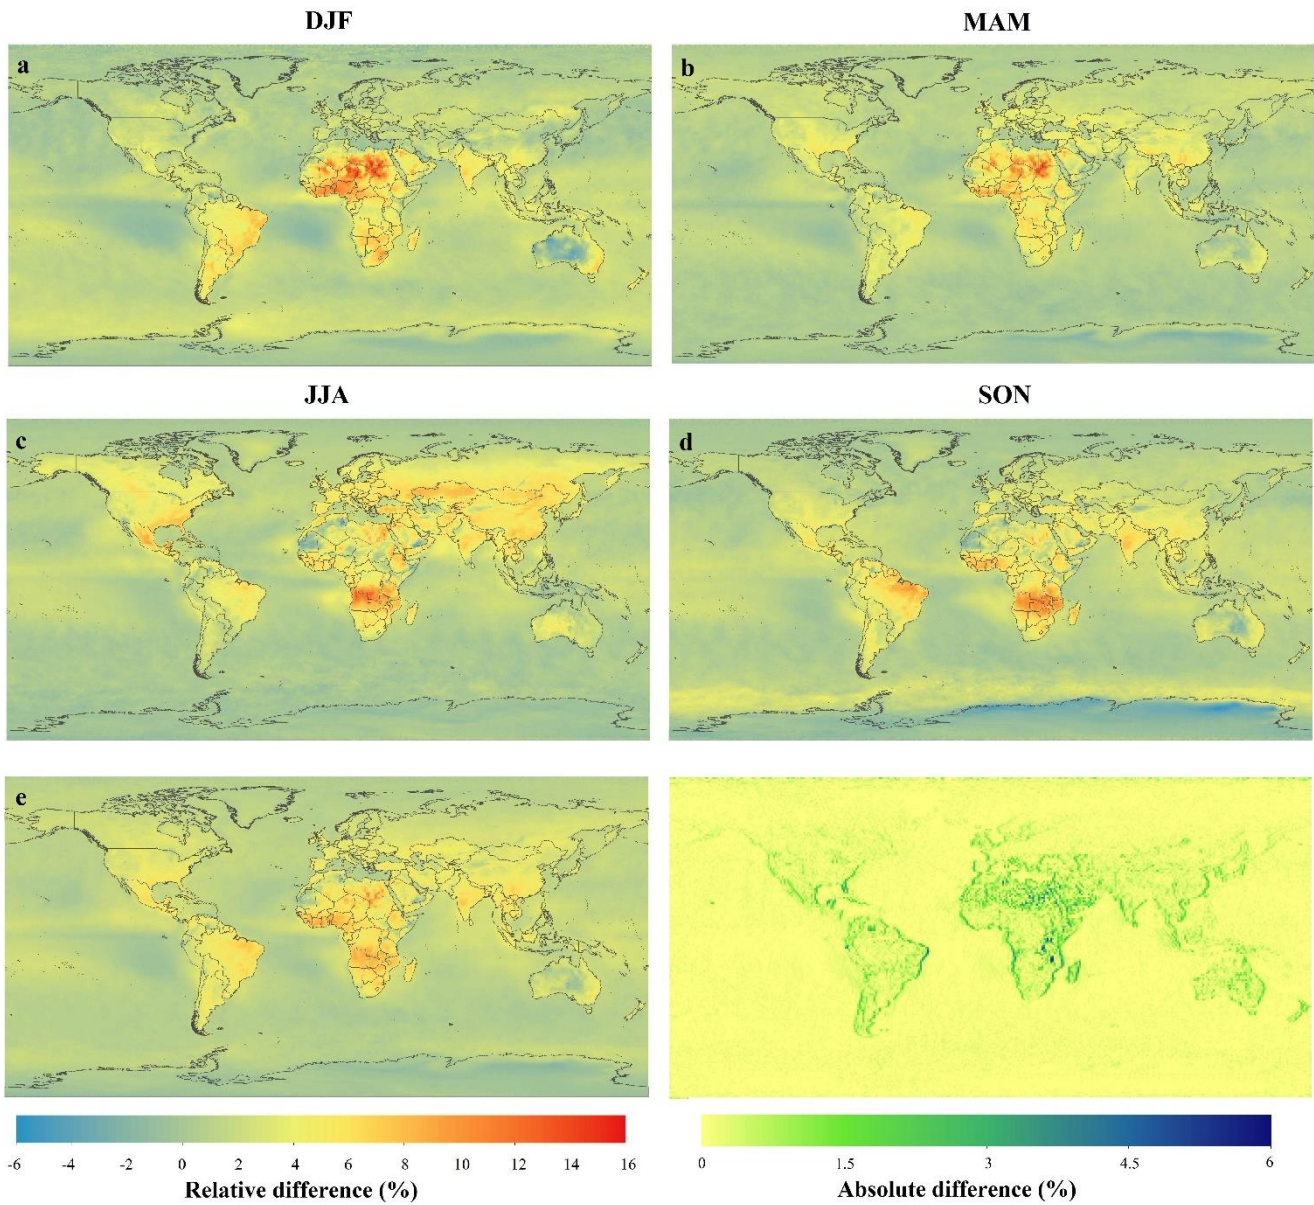 DJF
MAM
a
b
JJA
SON
c
d
e
-6 -4 -2 0 2 4 6 8 10 12 14 16
Relative difference (%)
0 1.5 3 4.5 6
Absolute difference (%)